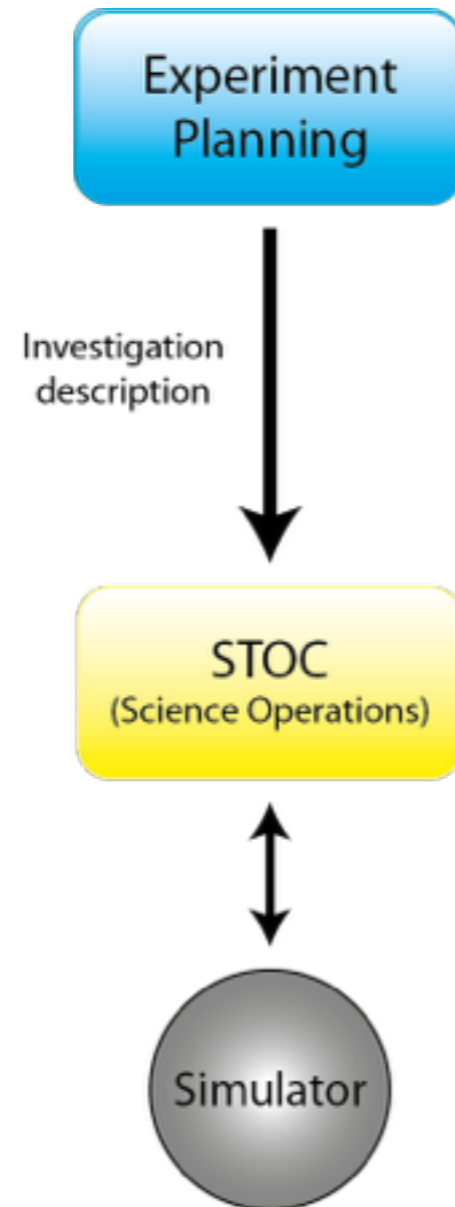 Experiment
Planning
Investigation
description
STOC
(Science Operations)
Simulator